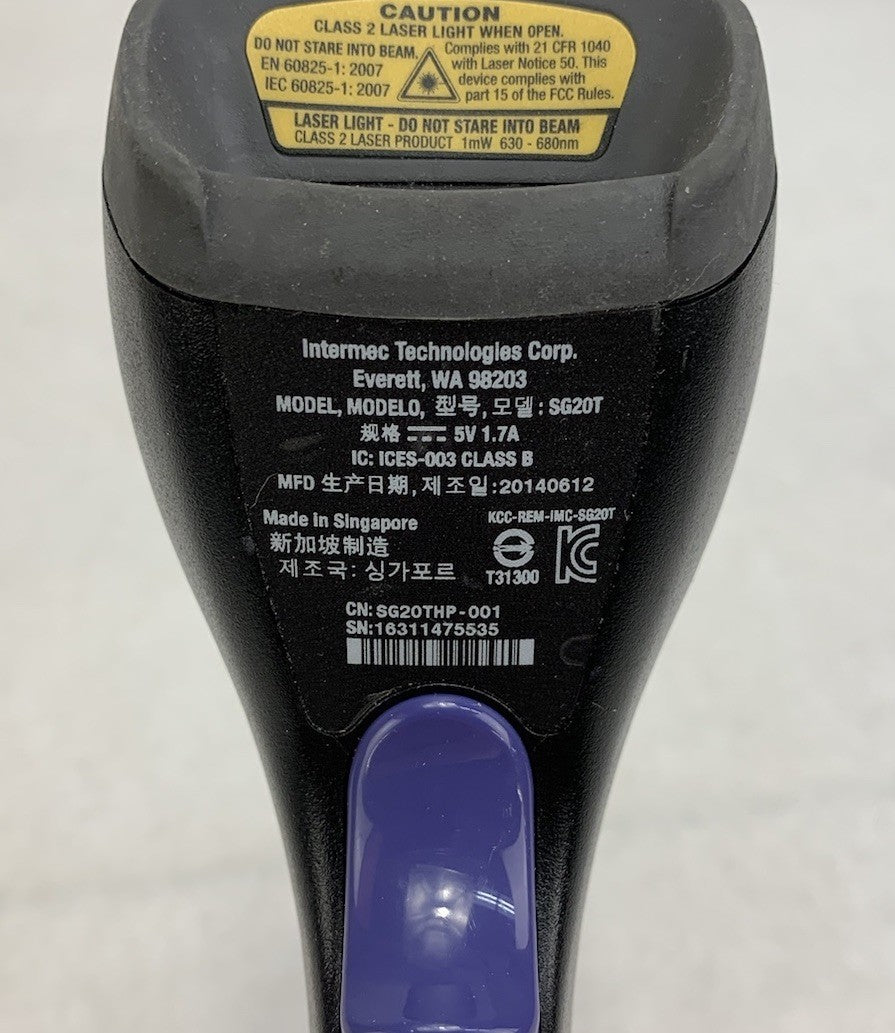 CAUTION
CLASS 2 LASER LIGHT WHEN OPEN.
DO NOT STARE INTO BEAM.
EN 60825-1: 2007
IEC 60825-1: 2007
Complies with 21 CFR 1040
with Laser Notice 50. This
device complies with
part 15 of the FCC Rules.
LASER LIGHT - DO NOT STARE INTO BEAM
CLASS 2 LASER PRODUCT 1mW 630 - 680nm
Intermec Technologies Corp.
Everett, WA 98203
MODEL, MODELO, 型号, 모델 : SG20T
规格 5V 1.7A
IC: ICES-003 CLASS B
MFD 生产日期, 제조일:20140612
Made in Singapore
新加坡制造
제조국: 싱가포르
KCC-REM-IMC-SG20T
T31300
CN: SG20THP-001
SN:16311475535